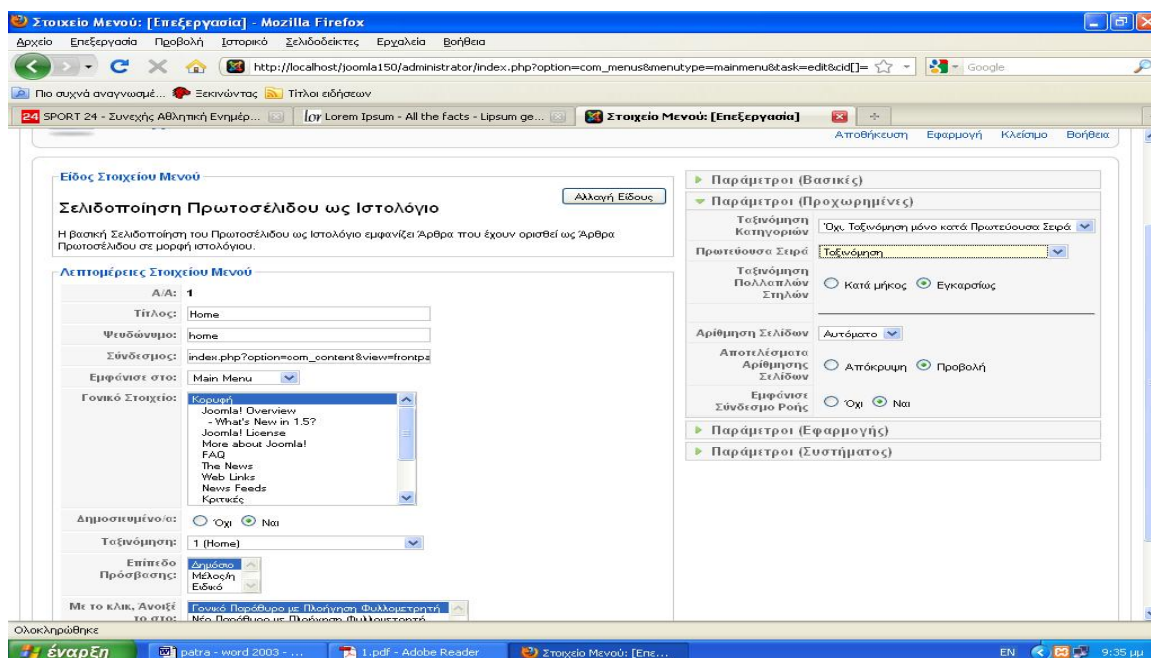 Στοιχείο Μενού: [Επεξεργασία] - Mozilla Firefox
Αρχείο Επεξεργασία Προβολή Ιστορικό Σελιδοδείκτες Εργαλεία Βοήθεια
http://localhost/joomla150/administrator/index.php?option=com_menus&menutype=mainmenu&task=edit&cid[]=
Google
Πιο συχνά αναγνωσμέ... Ξεκινώντας Τίτλοι ειδήσεων
24 SPORT 24 - Συνεχής Αθλητική Ενημέρ... lor Lorem Ipsum - All the facts - Lipsum ge... Στοιχείο Μενού: [Επεξεργασία]
Αποθήκευση Εφαρμογή Κλείσιμο Βοήθεια
Είδος Στοιχείου Μενού
Αλλαγή Είδους
Σελιδοποίηση Πρωτοσέλιδου ως Ιστολόγιο
Η βασική Σελιδοποίηση του Πρωτοσέλιδου ως Ιστολόγιο εμφανίζει Άρθρα που έχουν ορισθεί ως Άρθρα
Πρωτοσέλιδου σε μορφή ιστολόγιου.
Λεπτομέρειες Στοιχείου Μενού
Α/Α: 1
Τίτλος: Home
Ψευδώνυμο: home
Σύνδεσμος: index.php?option=com_content&view=frontpa
Εμφάνισε στο: Main Menu
Γονικό Στοιχείο: Κορυφή
Joomla! Overview
- What's New in 1.5?
Joomla! License
More about Joomla!
FAQ
The News
Web Links
News Feeds
Κριτικές
Δημοσιευμένο/α: Όχι Ναι
Ταξινόμηση: 1 (Home)
Επίπεδο
Πρόσβασης:
Δημόσιο
Μέλος/η
Ειδικό
Με το κλικ, Άνοιξέ
το στο:
Γονικό Παράθυρο με Πλοήγηση Φυλλομετρητή
Νέο Παράθυρο με Πλοήγηση Φυλλομετρητή
Παράμετροι (Βασικές)
Παράμετροι (Προχωρημένες)
Ταξινόμηση
Κατηγοριών
Όχι, Ταξινόμηση μόνο κατά Πρωτεύουσα Σειρά
Πρωτεύουσα Σειρά Ταξινόμηση
Ταξινόμηση
Πολλαπλών
Στηλών
Κατά μήκος Εγκαρσίως
Αρίθμηση Σελίδων Αυτόματο
Αποτελέσματα
Αρίθμησης
Σελίδων
Απόκρυψη Προβολή
Εμφάνισε
Σύνδεσμο Ροής
Όχι Ναι
Παράμετροι (Εφαρμογής)
Παράμετροι (Συστήματος)
Ολοκληρώθηκε
έναρξη patra - word 2003 - ... 1.pdf - Adobe Reader Στοιχείο Μενού: [Επε... EN 9:35 μμ